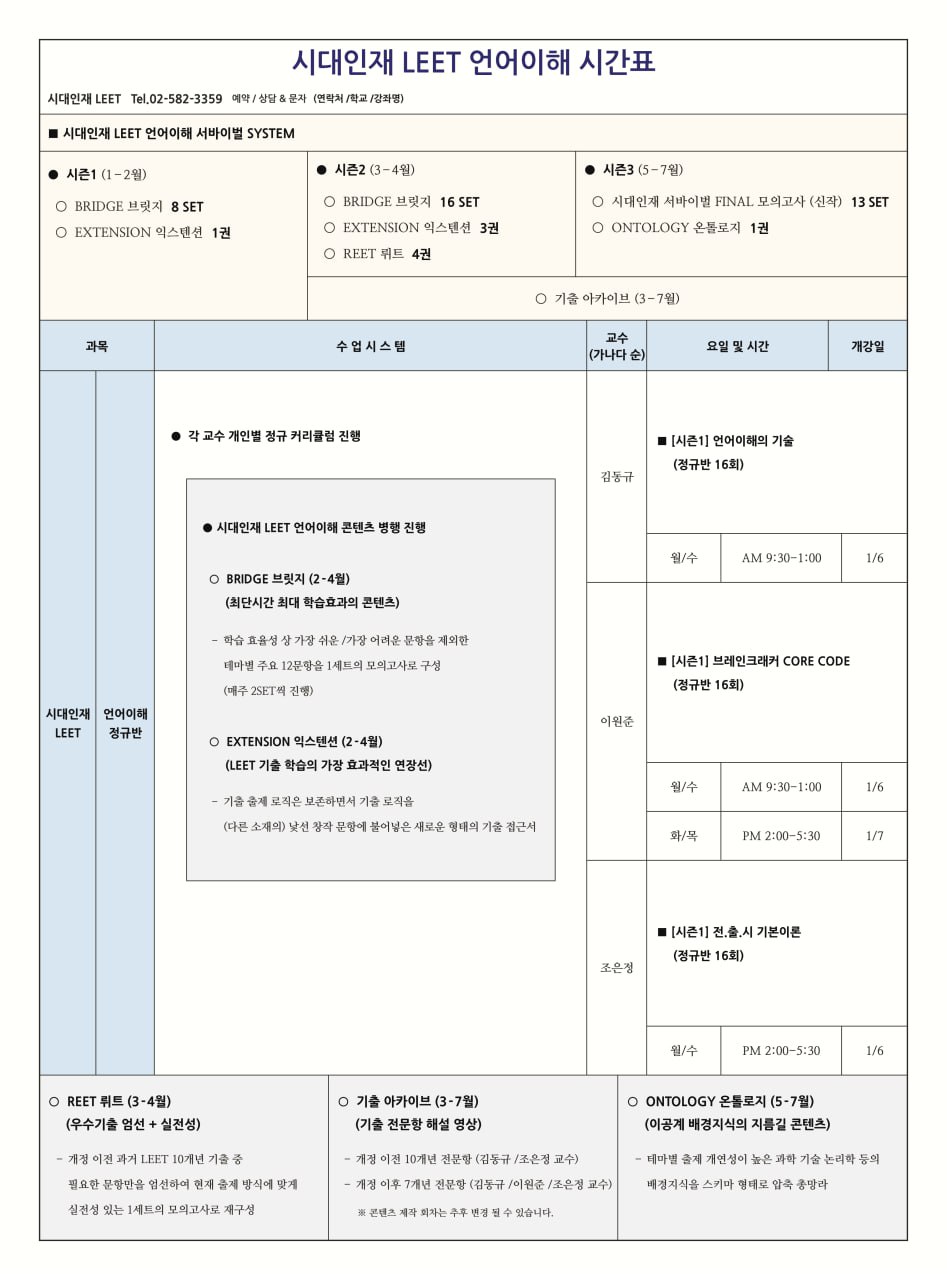 시대인재 LEET 언어이해 시간표
시대인재 LEET Tel.02-582-3359 예약 / 상담 & 문자 (연락처 /학교 /강좌명)
■ 시대인재 LEET 언어이해 서바이벌 SYSTEM
● 시즌1 (1-2월)
○ BRIDGE 브릿지 8 SET
○ EXTENSION 익스텐션 1권
● 시즌2 (3-4월)
○ BRIDGE 브릿지 16 SET
○ EXTENSION 익스텐션 3권
○ REET 뤼트 4권
● 시즌3 (5-7월)
○ 시대인재 서바이벌 FINAL 모의고사 (신작) 13 SET
○ ONTOLOGY 온톨로지 1권
○ 기출 아카이브 (3-7월)
과목
수 업 시 스 템
교수
(가나다 순)
요일 및 시간
개강일
시대인재
LEET
언어이해
정규반
● 각 교수 개인별 정규 커리큘럼 진행
● 시대인재 LEET 언어이해 콘텐츠 병행 진행
○ BRIDGE 브릿지 (2-4월)
(최단시간 최대 학습효과의 콘텐츠)
- 학습 효율성 상 가장 쉬운 /가장 어려운 문항을 제외한
테마별 주요 12문항을 1세트의 모의고사로 구성
(매주 2SET씩 진행)
○ EXTENSION 익스텐션 (2-4월)
(LEET 기출 학습의 가장 효과적인 연장선)
- 기출 출제 로직은 보존하면서 기출 로직을
(다른 소재의) 낯선 창작 문항에 불어넣은 새로운 형태의 기출 접근서
김동규
■ [시즌1] 언어이해의 기술
(정규반 16회)
월/수 AM 9:30-1:00 1/6
이원준
■ [시즌1] 브레인크래커 CORE CODE
(정규반 16회)
월/수 AM 9:30-1:00 1/6
화/목 PM 2:00-5:30 1/7
조은정
■ [시즌1] 전.출.시 기본이론
(정규반 16회)
월/수 PM 2:00-5:30 1/6
○ REET 뤼트 (3-4월)
(우수기출 엄선 + 실전성)
- 개정 이전 과거 LEET 10개년 기출 중
필요한 문항만을 엄선하여 현재 출제 방식에 맞게
실전성 있는 1세트의 모의고사로 재구성
○ 기출 아카이브 (3-7월)
(기출 전문항 해설 영상)
- 개정 이전 10개년 전문항 (김동규 /조은정 교수)
- 개정 이후 7개년 전문항 (김동규 /이원준 /조은정 교수)
※ 콘텐츠 제작 회차는 추후 변경 될 수 있습니다.
○ ONTOLOGY 온톨로지 (5-7월)
(이공계 배경지식의 지름길 콘텐츠)
- 테마별 출제 개연성이 높은 과학 기술 논리학 등의
배경지식을 스키마 형태로 압축 총망라